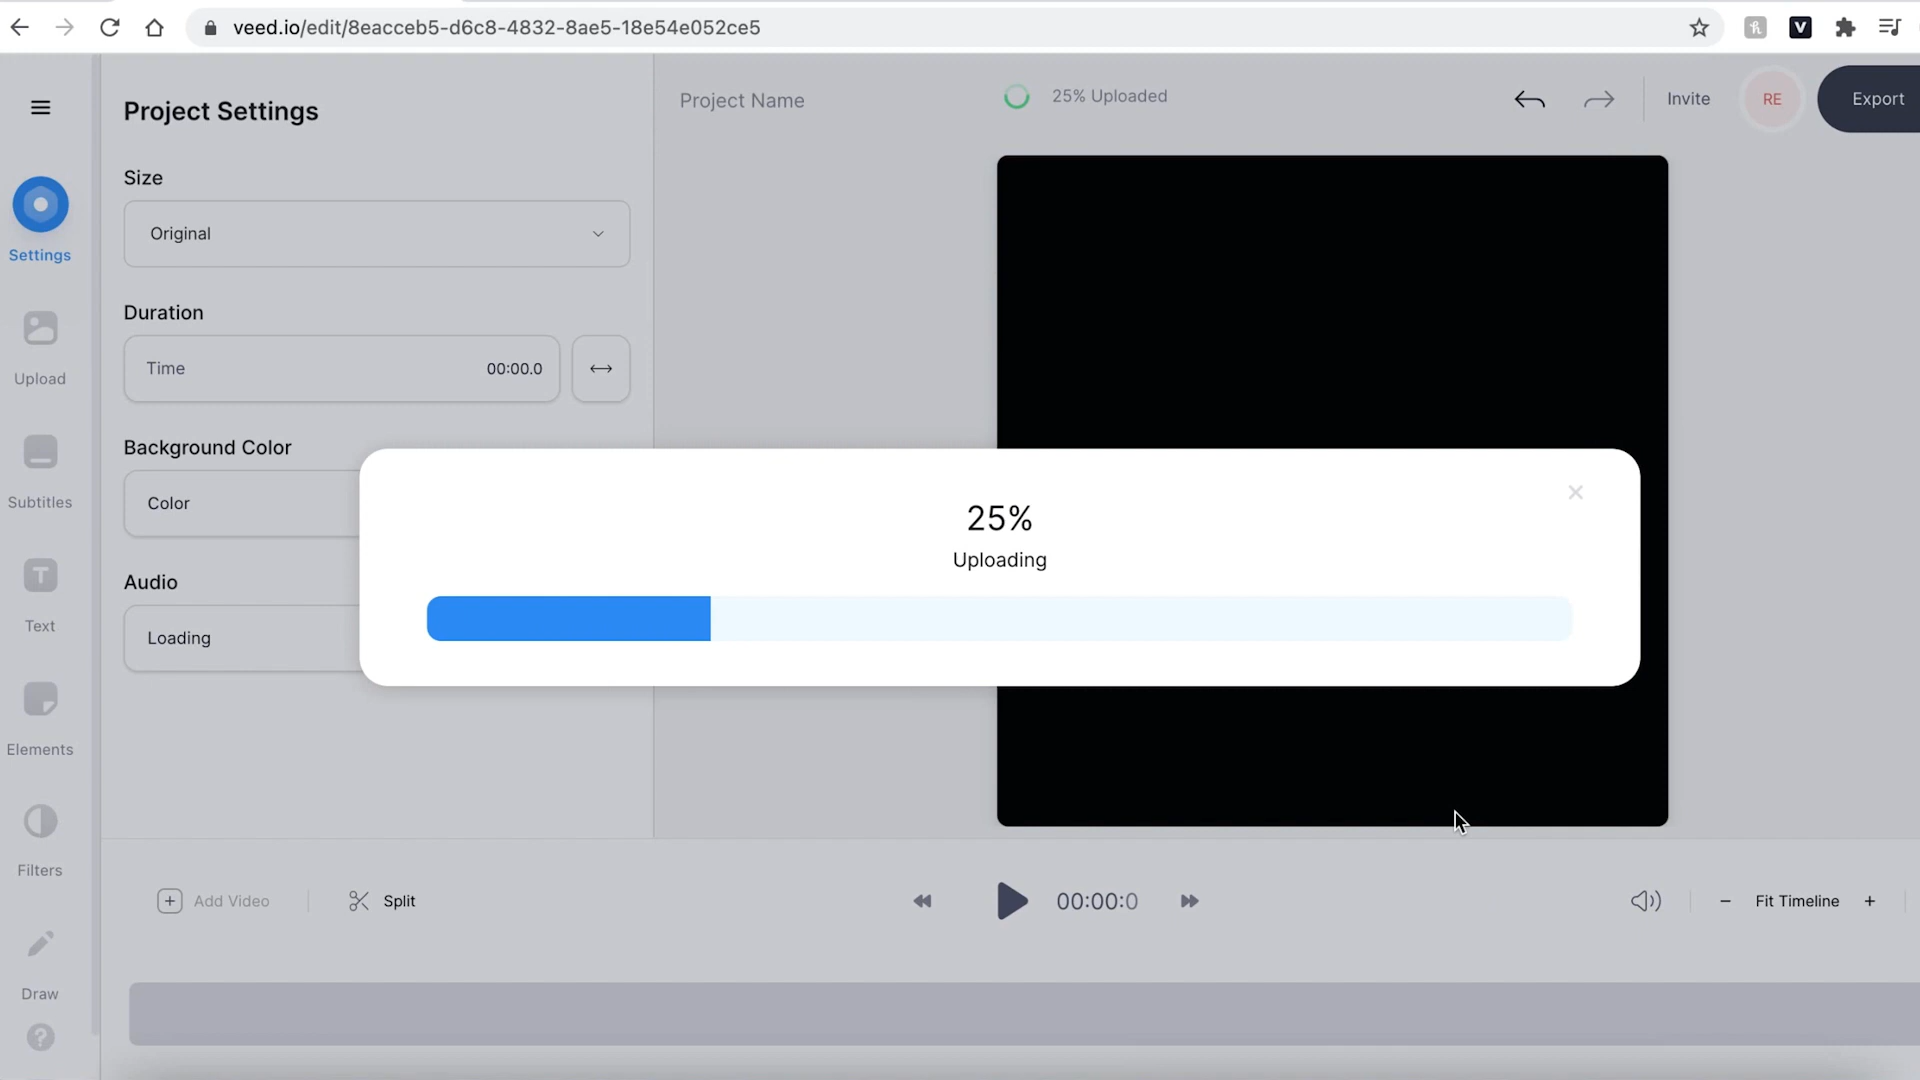 veed.io/edit/8eacceb5-d6c8-4832-8ae5-18e54e052ce5
Project Settings
Project Name
25% Uploaded
Invite
RE
Export
Size
Original
Settings
Duration
Time 00:00.0
Upload
Background Color
Color
25%
Uploading
Subtitles
Audio
Loading
Text
Elements
Filters
Add Video
Split
00:00:0
Fit Timeline
Draw